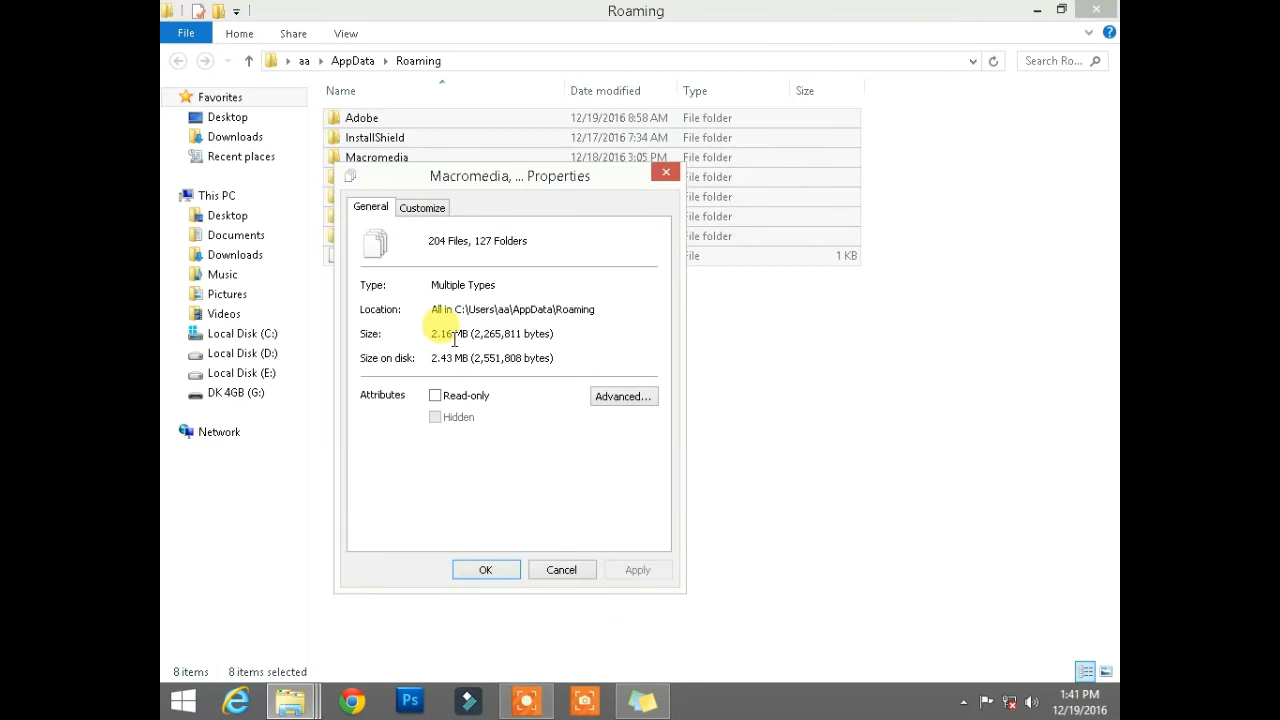 Roaming
File Home Share View
aa AppData Roaming Search Ro...
Name Date modified Type Size
Favorites
Desktop
Downloads
Recent places
This PC
Desktop
Documents
Downloads
Music
Pictures
Videos
Local Disk (C:)
Local Disk (D:)
Local Disk (E:)
DK 4GB (G:)
Network
Adobe 12/19/2016 8:58 AM File folder
InstallShield 12/17/2016 7:34 AM File folder
Macromedia 12/18/2016 3:05 PM File folder
File folder
File folder
File folder
File folder
File 1 KB
Macromedia, ... Properties
General Customize
204 Files, 127 Folders
Type: Multiple Types
Location: All in C:\Users\aa\AppData\Roaming
Size: 2.16 MB (2,265,811 bytes)
Size on disk: 2.43 MB (2,551,808 bytes)
Attributes Read-only Advanced...
Hidden
OK Cancel Apply
8 items 8 items selected
Ps
1:41 PM
12/19/2016